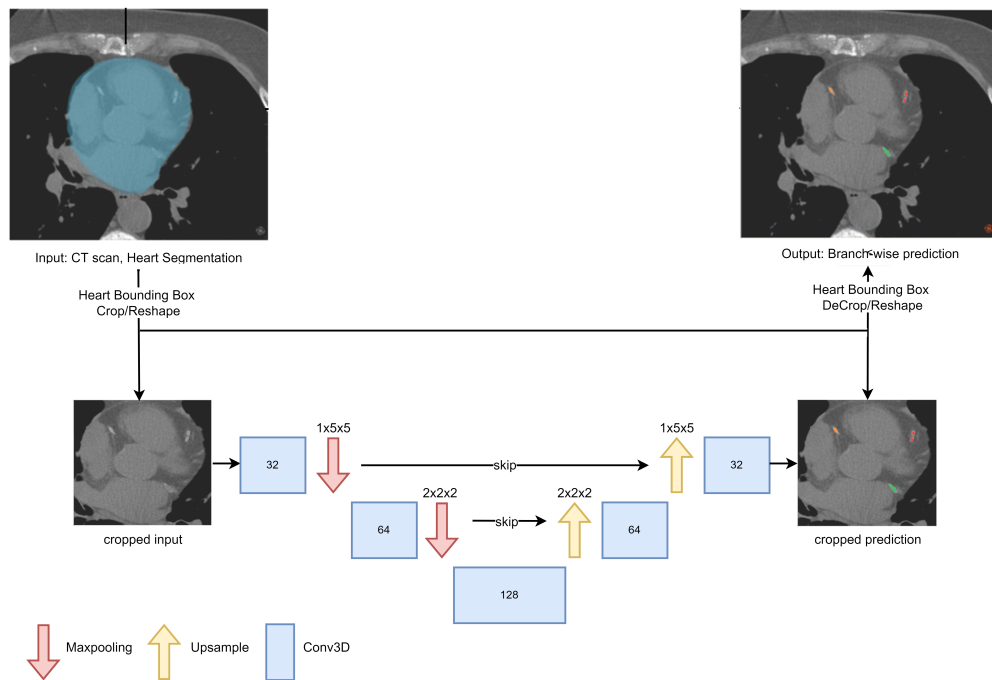 Input: CT scan, Heart Segmentation
Output: Branch-wise prediction
Heart Bounding Box
Crop/Reshape
Heart Bounding Box
DeCrop/Reshape
1x5x5
1x5x5
32
skip
32
2x2x2
2x2x2
64
skip
64
cropped input
cropped prediction
128
Maxpooling
Upsample
Conv3D